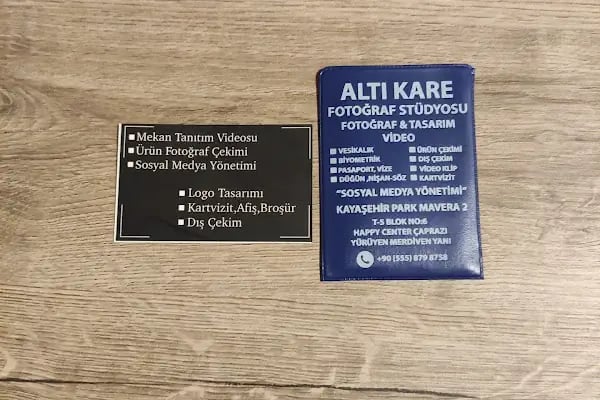 ▪Mekan Tanıtım Videosu
▪Ürün Fotoğraf Çekimi
▪Sosyal Medya Yönetimi
▪ Logo Tasarımı
▪ Kartvizit,Afiş,Broşür
▪ Dış Çekim
ALTI KARE
FOTOĞRAF STÜDYOSU
FOTOĞRAF & TASARIM
VİDEO
▪ VESİKALIK ▪ ÜRÜN ÇEKİMİ
▪ BİYOMETRİK ▪ DIŞ ÇEKİM
▪ PASAPORT, VİZE ▪ VİDEO KLİP
▪ DÜĞÜN ,NİŞAN-SÖZ ▪ KARTVİZİT
"SOSYAL MEDYA YÖNETİMİ"
KAYAŞEHİR PARK MAVERA 2
T-5 BLOK NO:6
HAPPY CENTER ÇAPRAZI
YÜRÜYEN MERDİVEN YANI
+90 (555) 879 8758